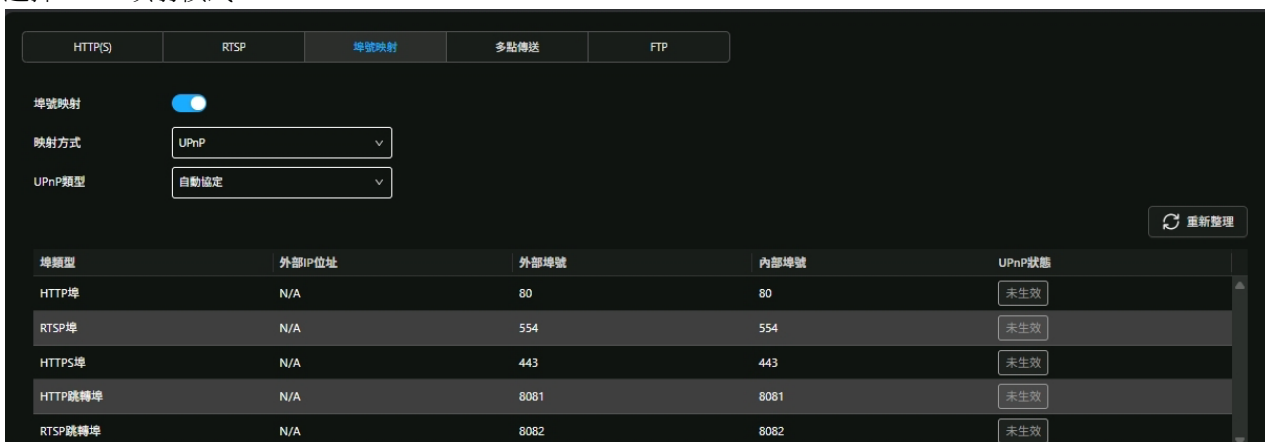 HTTP(S) RTSP 埠號映射 多點傳送 FTP
埠號映射
映射方式 UPnP
UPnP類型 自動協定
重新整理
埠類型 外部IP位址 外部埠號 內部埠號 UPnP狀態
HTTP埠 N/A 80 80 未生效
RTSP埠 N/A 554 554 未生效
HTTPS埠 N/A 443 443 未生效
HTTP跳轉埠 N/A 8081 8081 未生效
RTSP跳轉埠 N/A 8082 8082 未生效